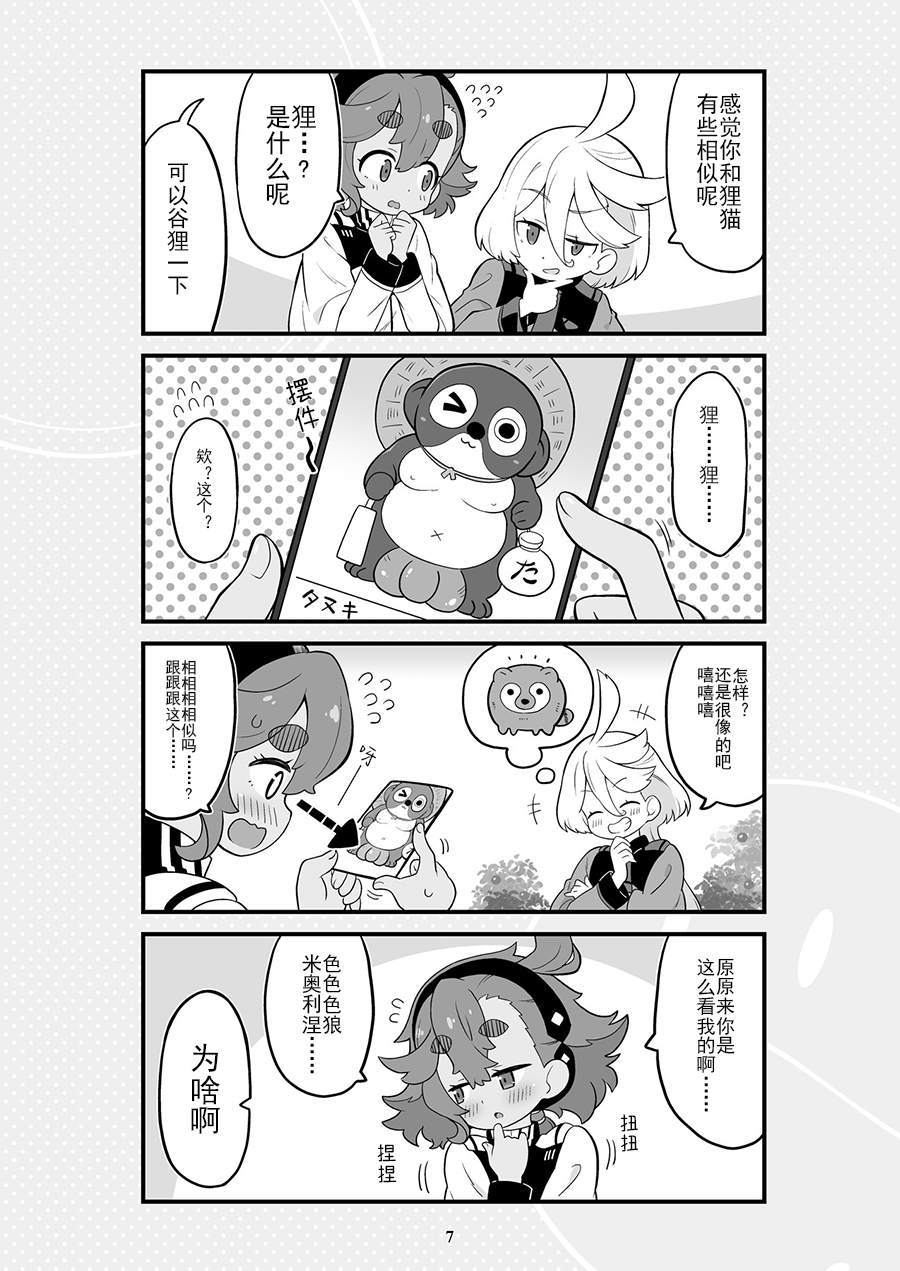 感觉你和狸猫
有些相似呢
狸…?
是什么呢
可以谷狸一下
狸……狸……
摆件～
タヌキ
た
欸?这个?
怎样?
还是很像的吧
嘻嘻嘻
呀
相相相相似吗……?
跟跟跟这个……
原原来你是
这么看我的啊……
扭扭
色色色狼
米奥利涅……
捏捏
为啥啊
7